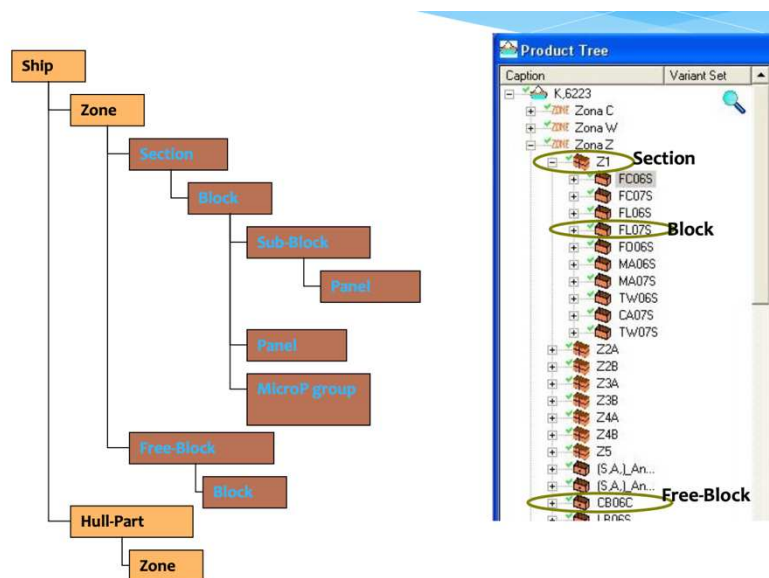 Ship
Zone
Section
Block
Sub-Block
Panel
Panel
MicroP group
Free-Block
Block
Hull-Part
Zone
Product Tree
Caption Variant Set
K,6223
ZONE Zona C
ZONE Zona W
ZONE Zona Z
Z1 Section
FC06S
FC07S
FL06S
FL07S Block
FO06S
MA06S
MA07S
TW06S
CA07S
TW07S
Z2A
Z2B
Z3A
Z3B
Z4A
Z4B
Z5
(S,A,)_An...
(S,A,)_An...
CB06C Free-Block
LB06S